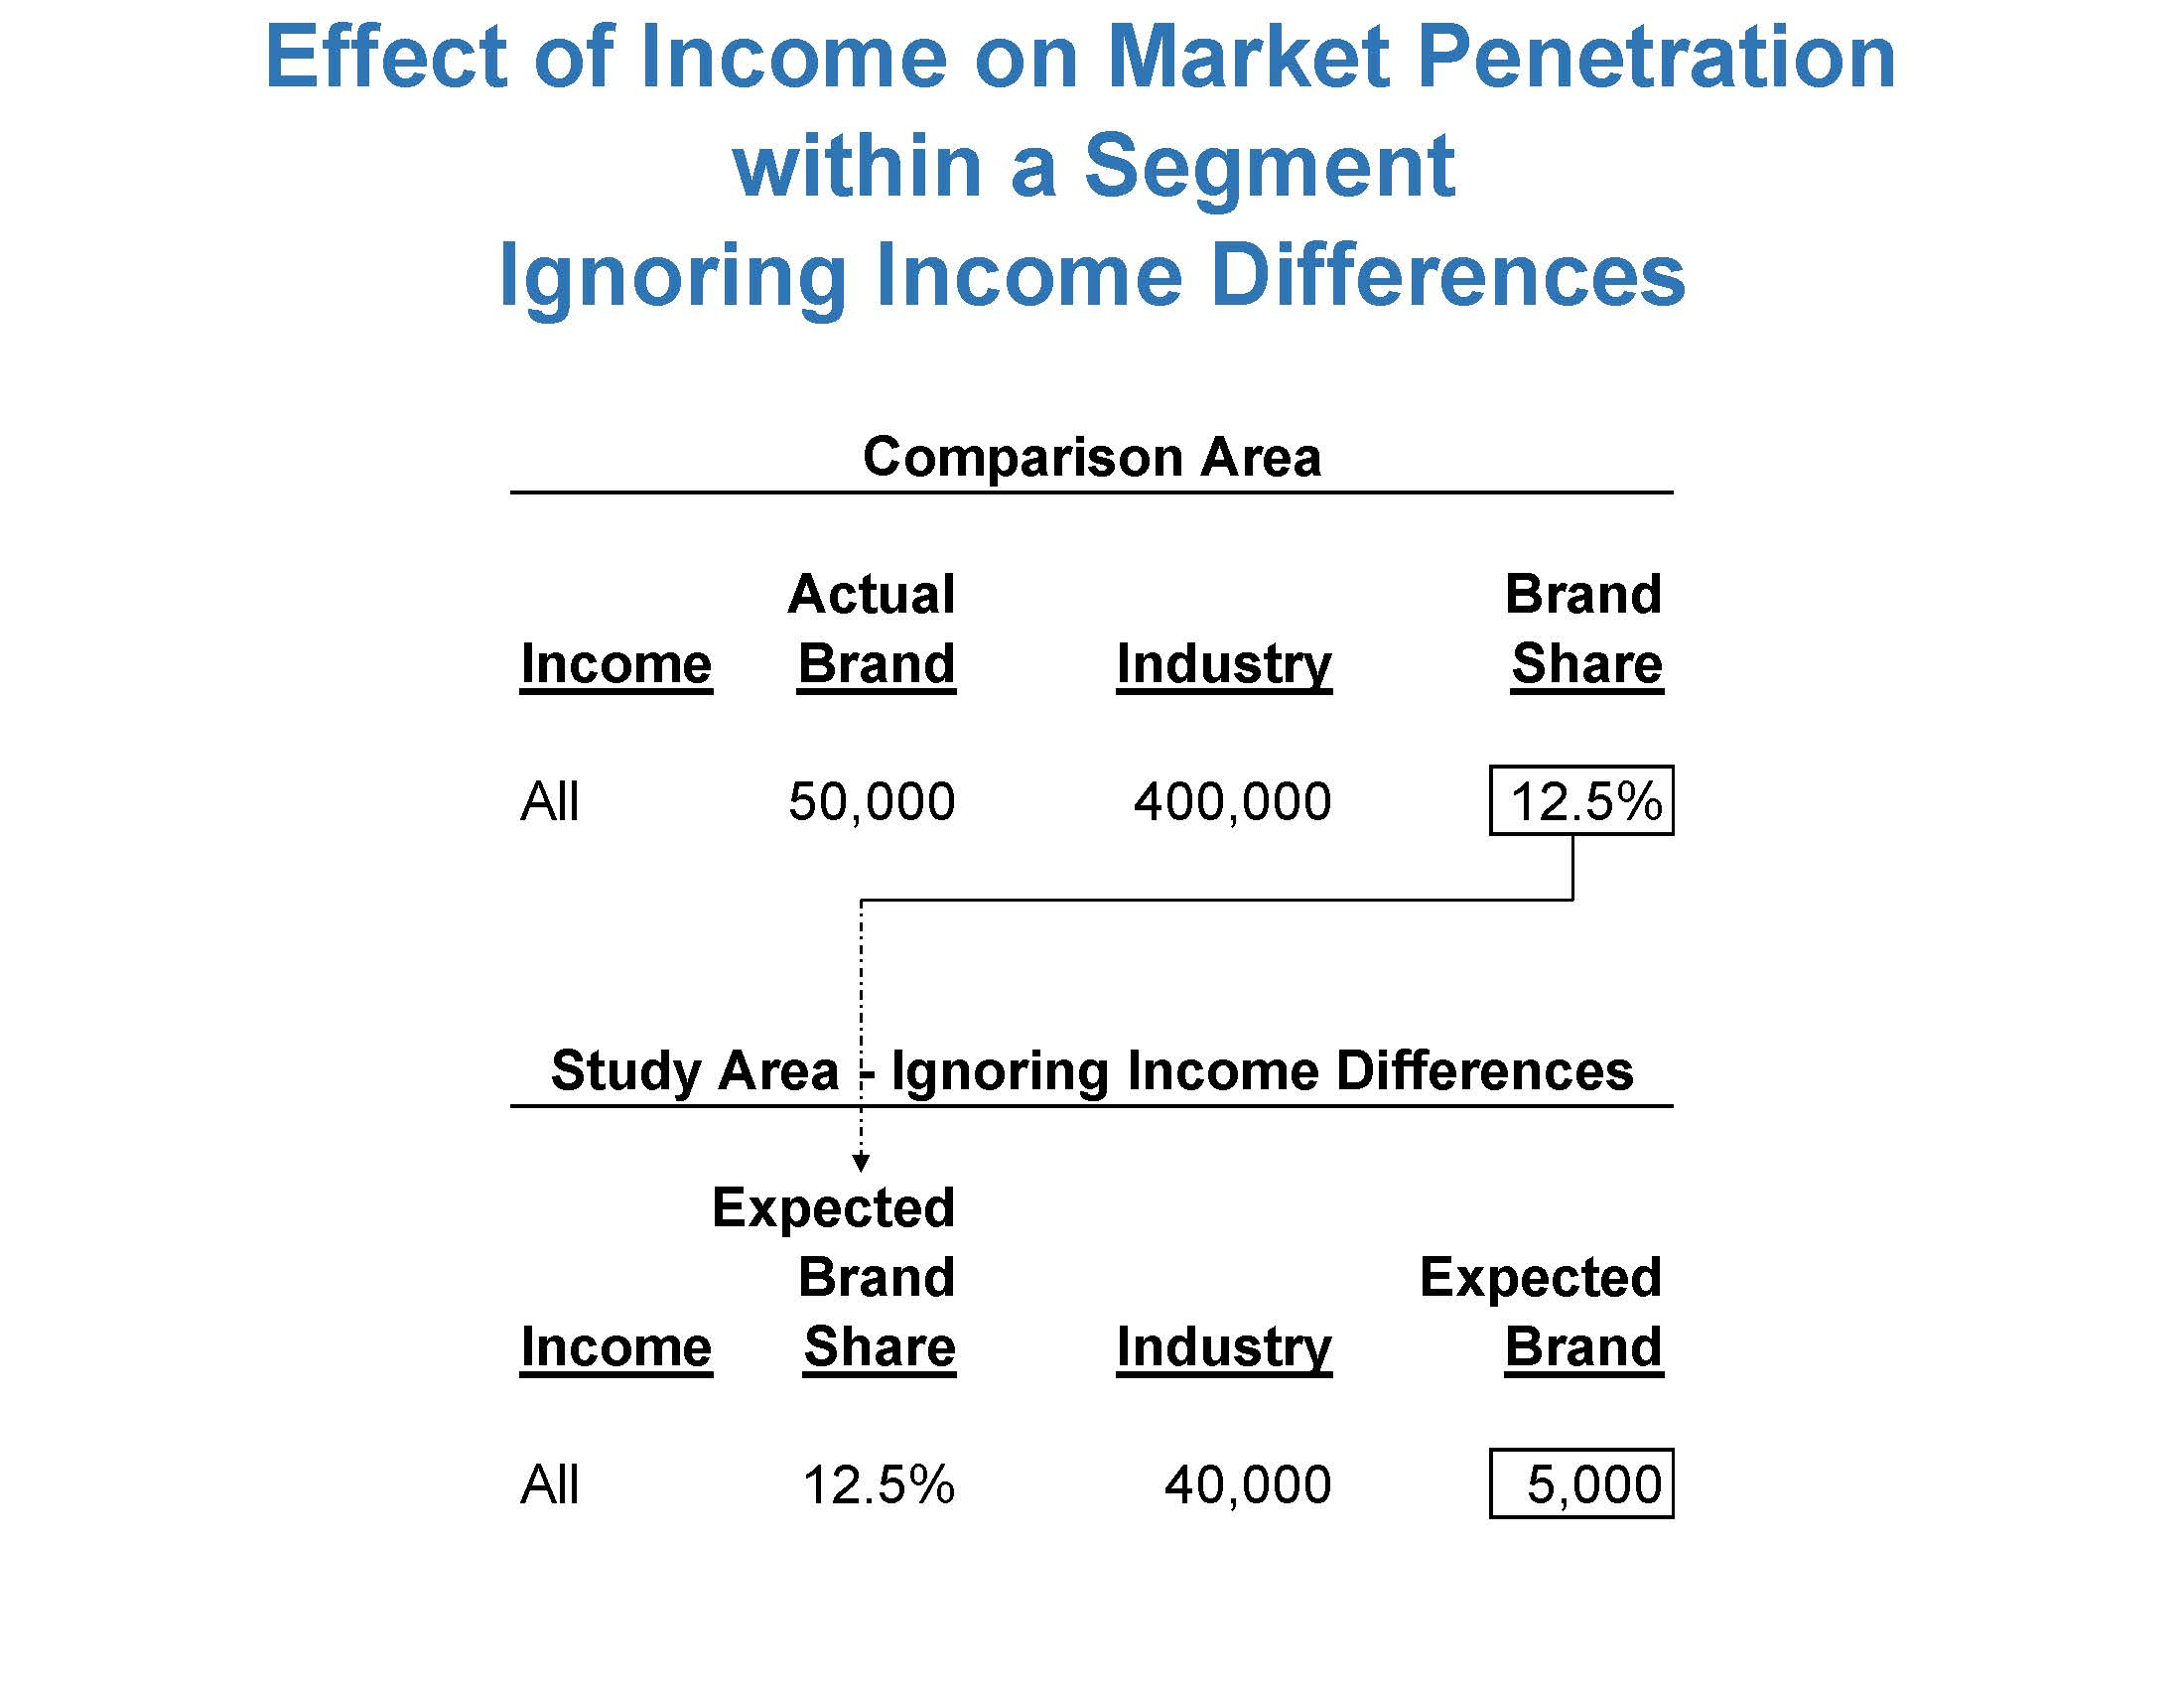 Effect of Income on Market Penetration
within a Segment
Ignoring Income Differences
Comparison Area
Actual Brand
Income Brand Industry Share
All 50,000 400,000 12.5%
Study Area - Ignoring Income Differences
Expected
Brand Expected
Income Share Industry Brand
All 12.5% 40,000 5,000